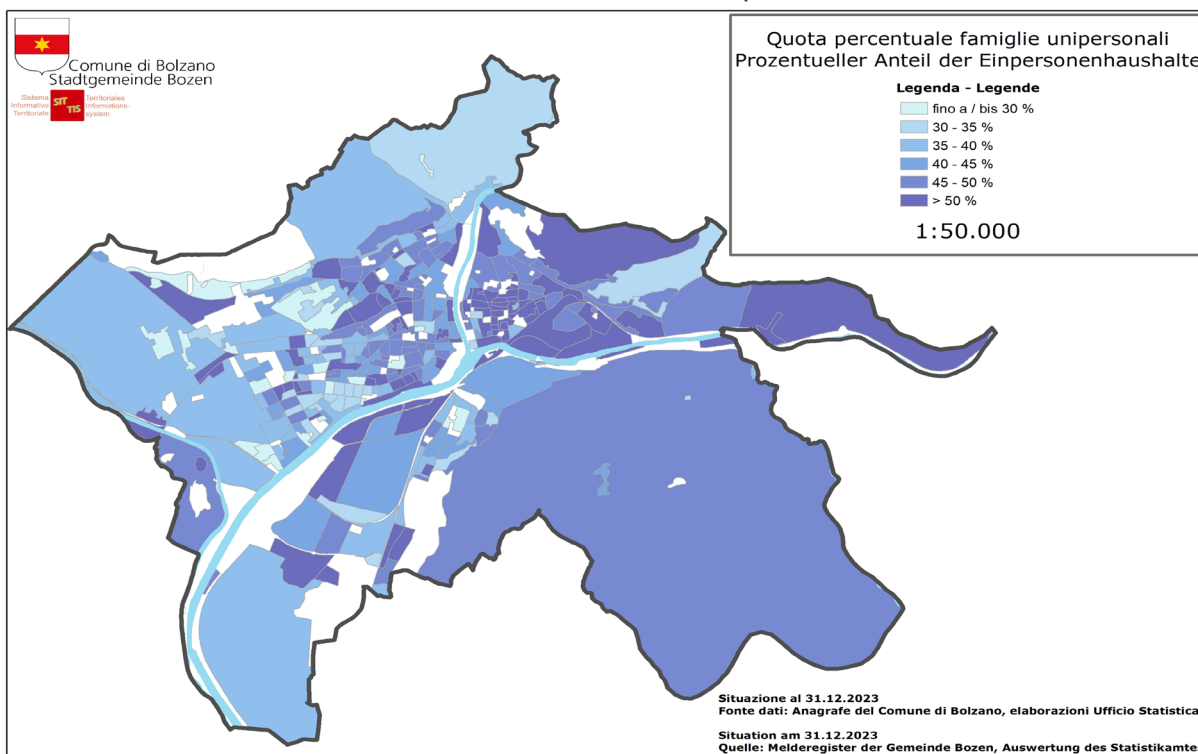 Comune di Bolzano
Stadtgemeinde Bozen
Sistema
Informativo
Territoriale
SIT
TIS
Territoriales
Informations-
system
Quota percentuale famiglie unipersonali
Prozentueller Anteil der Einpersonenhaushalte
Legenda - Legende
fino a / bis 30 %
30 - 35 %
35 - 40 %
40 - 45 %
45 - 50 %
> 50 %
1:50.000
Situazione al 31.12.2023
Fonte dati: Anagrafe del Comune di Bolzano, elaborazioni Ufficio Statistica
Situation am 31.12.2023
Quelle: Melderegister der Gemeinde Bozen, Auswertung des Statistikamte